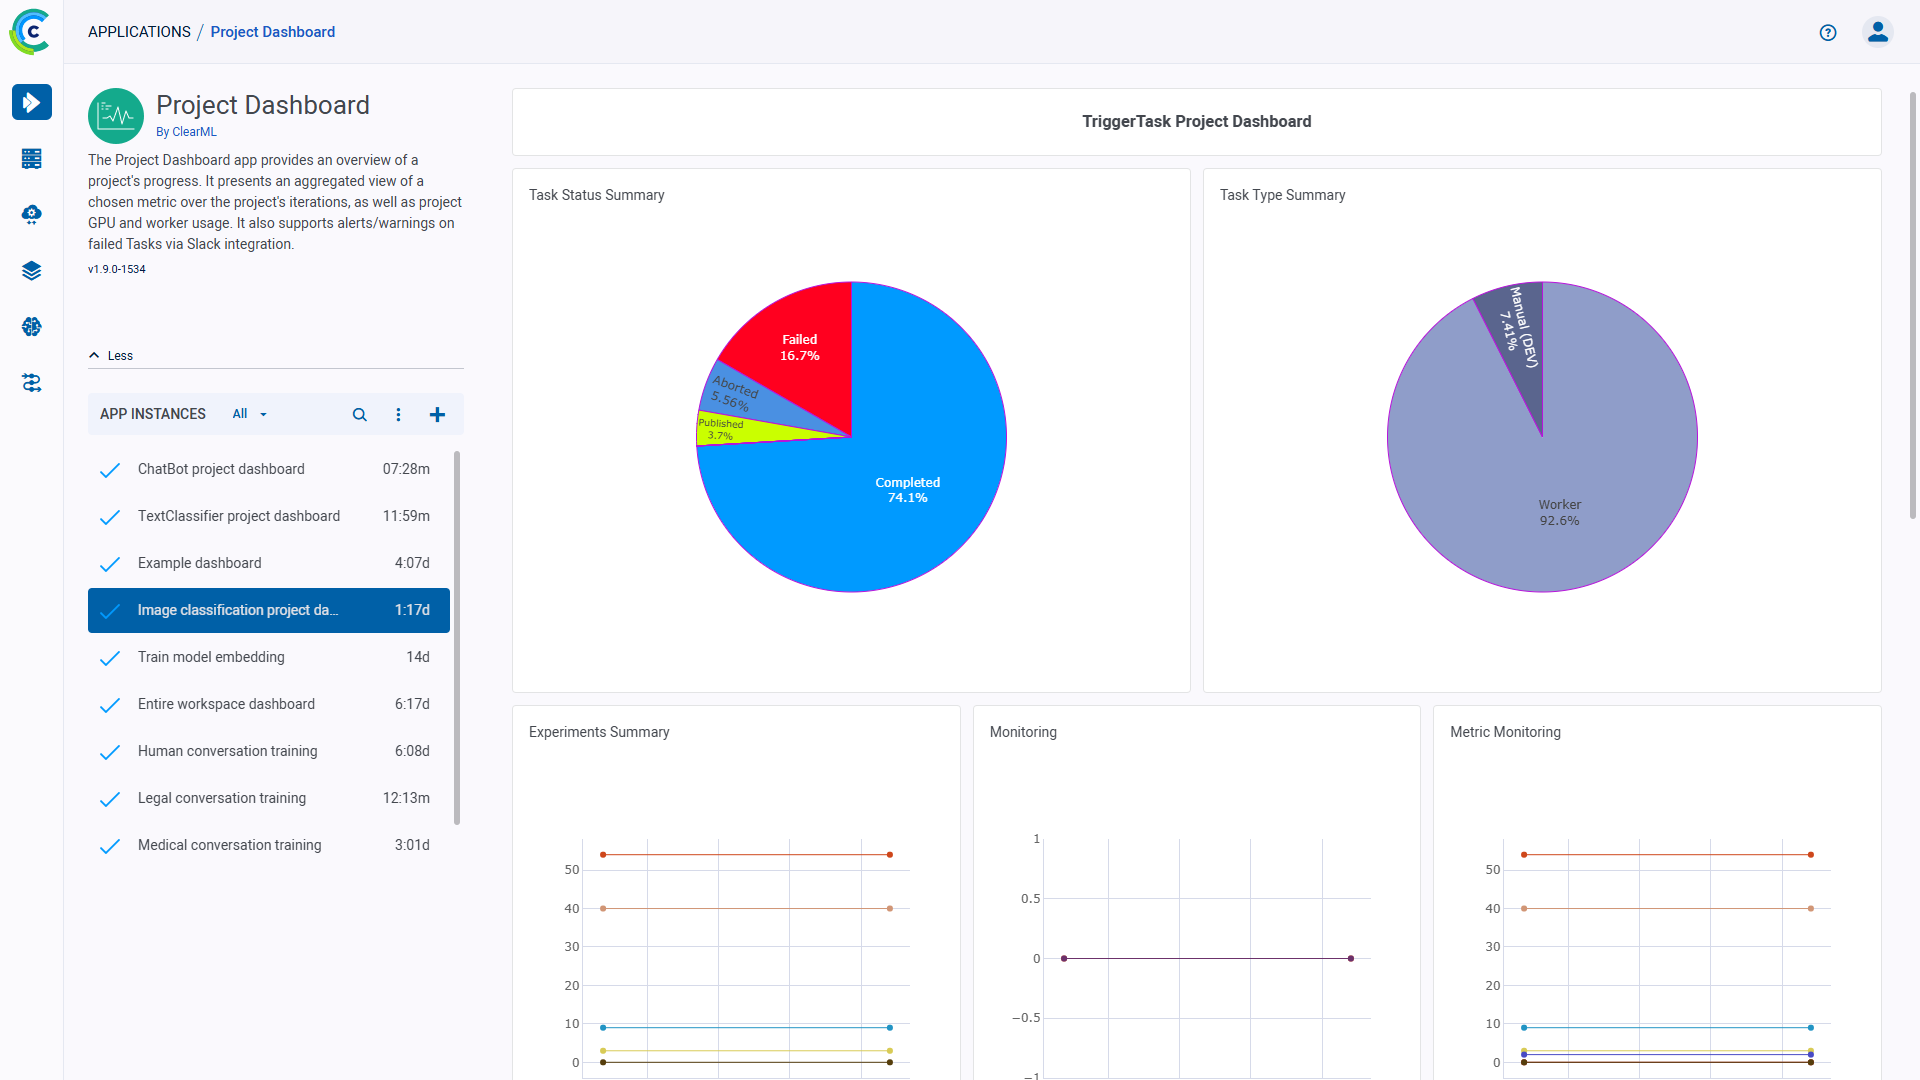 APPLICATIONS / Project Dashboard
Project Dashboard
By ClearML
The Project Dashboard app provides an overview of a
project's progress. It presents an aggregated view of a
chosen metric over the project's iterations, as well as project
GPU and worker usage. It also supports alerts/warnings on
failed Tasks via Slack integration.
v1.9.0-1534
Less
APP INSTANCES All
ChatBot project dashboard 07:28m
TextClassifier project dashboard 11:59m
Example dashboard 4:07d
Image classification project da... 1:17d
Train model embedding 14d
Entire workspace dashboard 6:17d
Human conversation training 6:08d
Legal conversation training 12:13m
Medical conversation training 3:01d
TriggerTask Project Dashboard
Task Status Summary
Failed
16.7%
Aborted
5.56%
Published
3.7%
Completed
74.1%
Task Type Summary
Manual (DEV)
7.41%
Worker
92.6%
Experiments Summary
50
40
30
20
10
0
Monitoring
1
0.5
0
−0.5
−1
Metric Monitoring
50
40
30
20
10
0